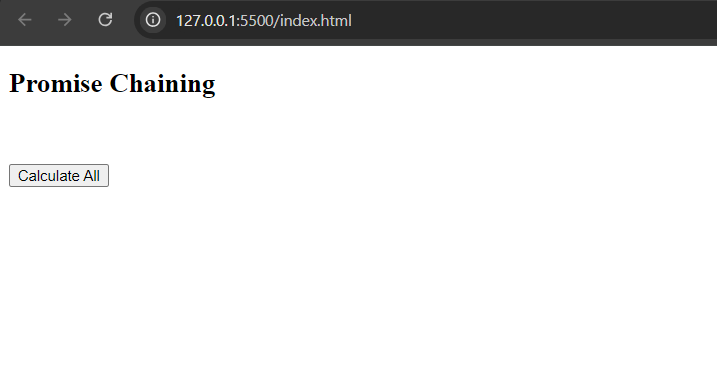 127.0.0.1:5500/index.html
Promise Chaining
Calculate All